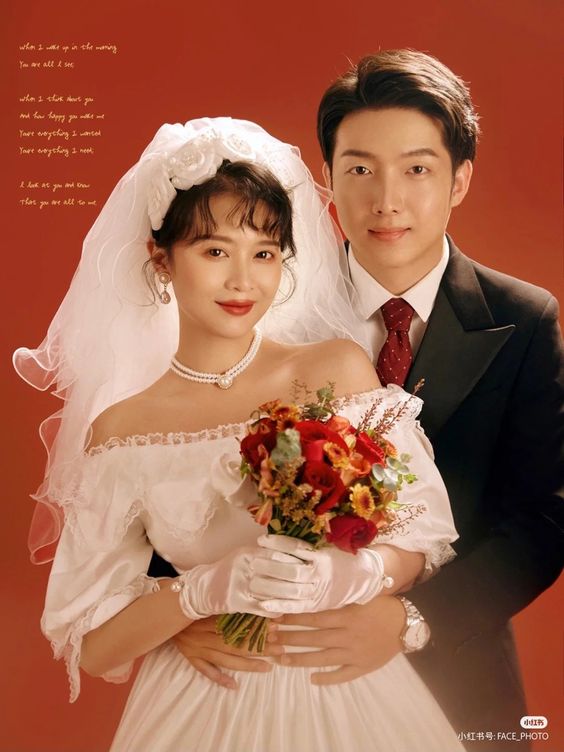 When I wake up in the morning
You are all I see;
When I think about you
And how happy you make me
You're everything I wanted
You're everything I need;
I look at you and know
That you are all to me.
小红书
小红书号: FACE_PHOTO